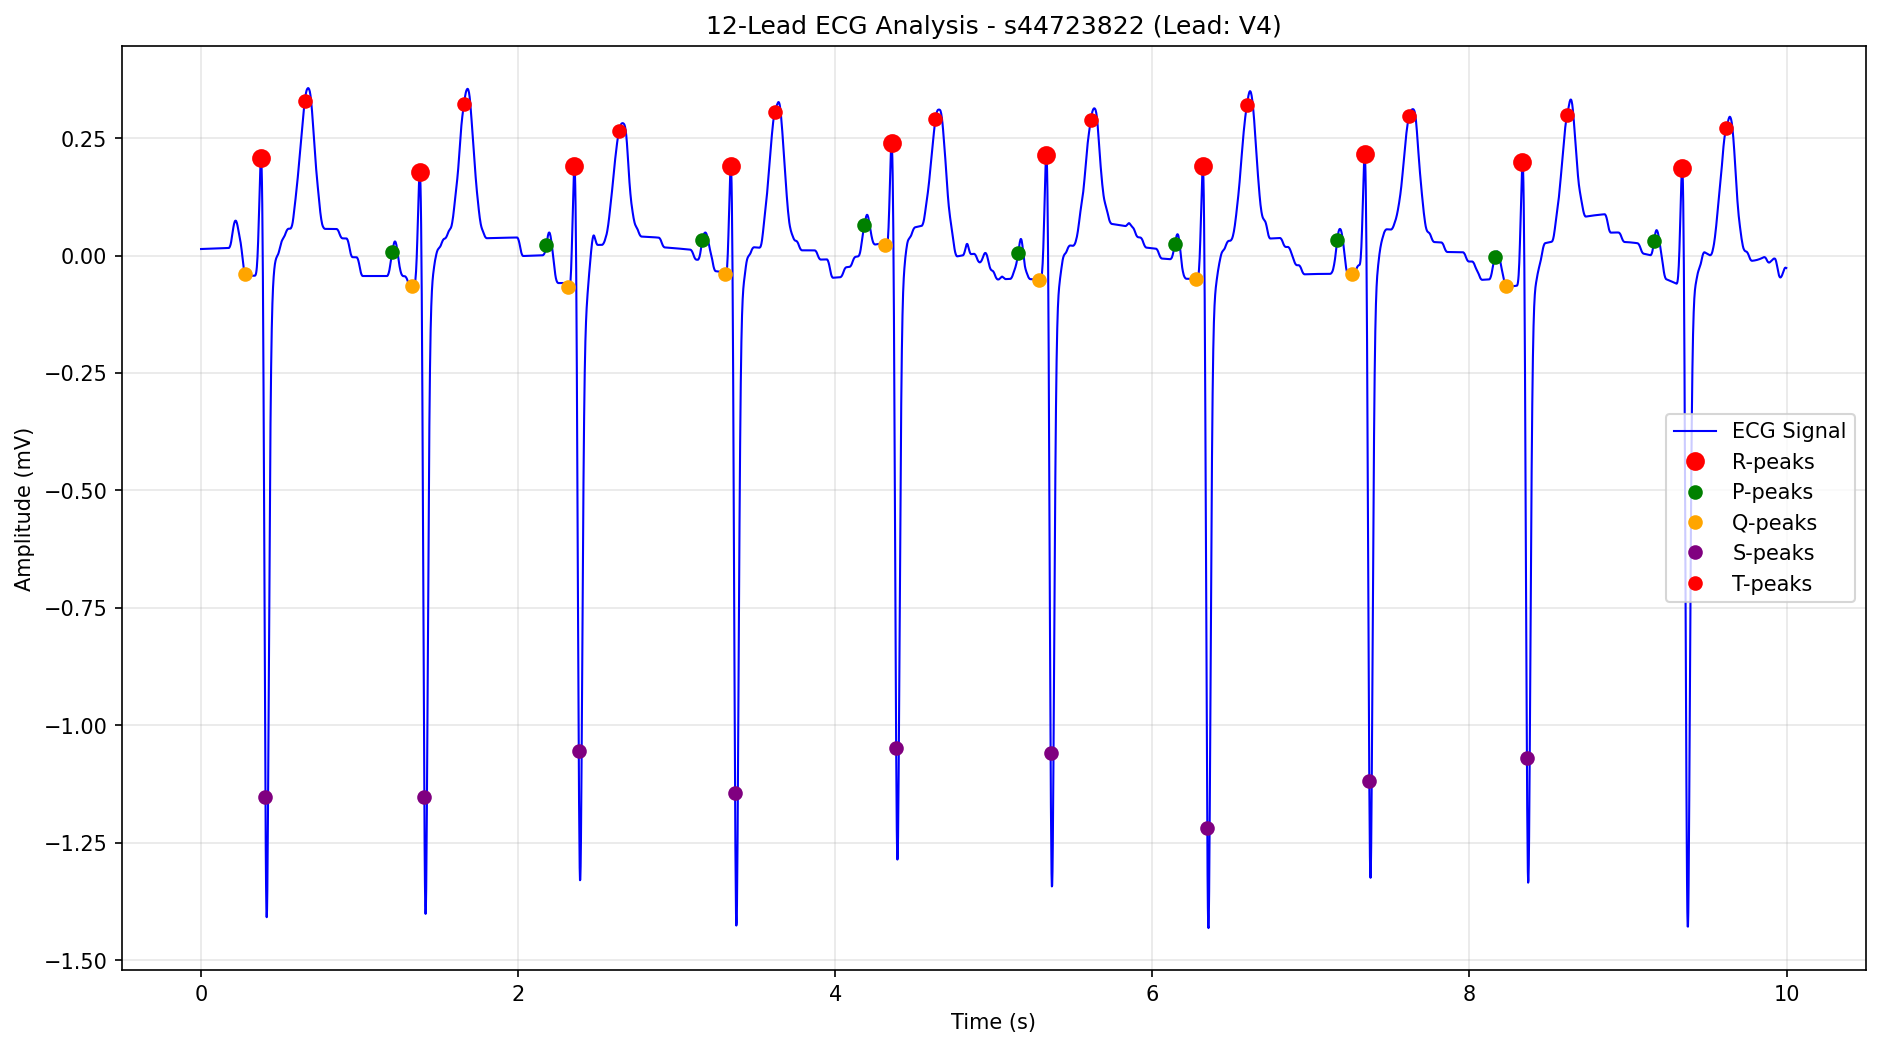 12-Lead ECG Analysis - s44723822 (Lead: V4)
Amplitude (mV)
0.25
0.00
−0.25
−0.50
−0.75
−1.00
−1.25
−1.50
ECG Signal
R-peaks
P-peaks
Q-peaks
S-peaks
T-peaks
0 2 4 6 8 10
Time (s)